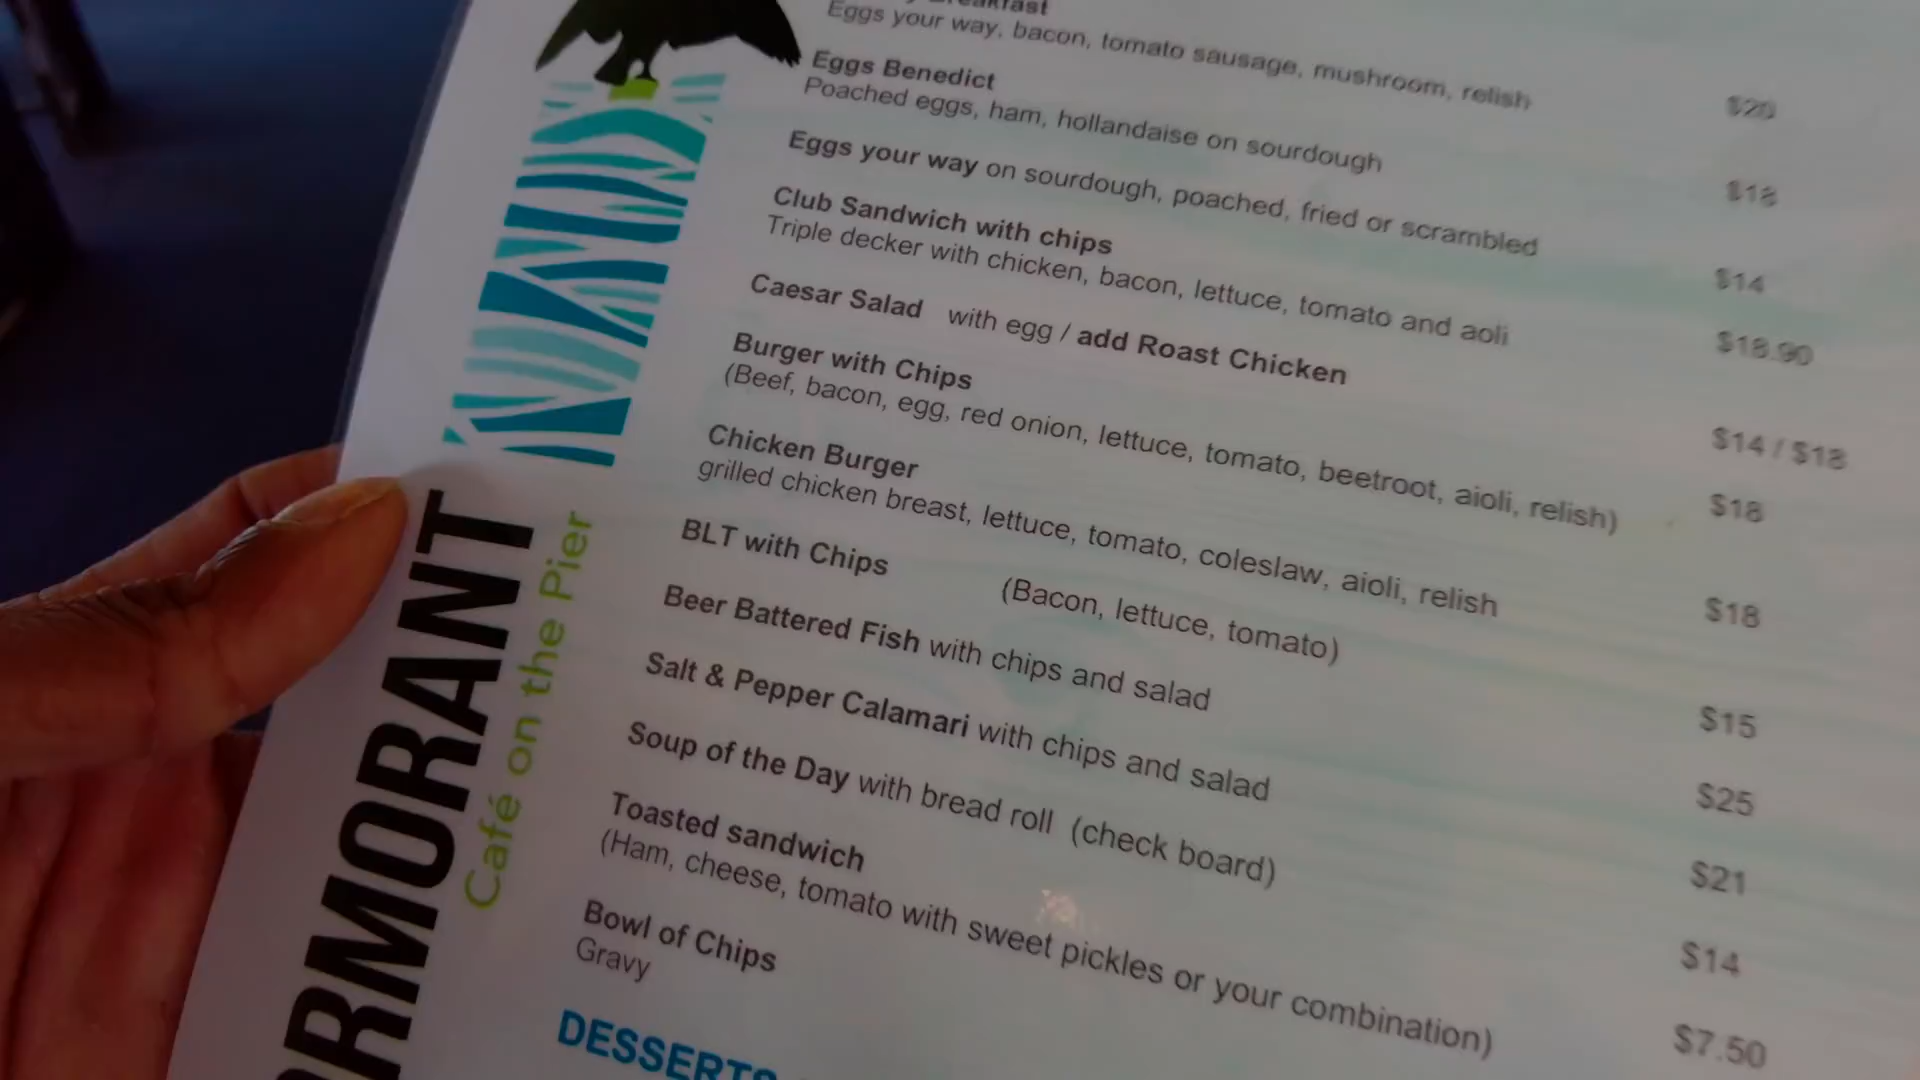 Eggs your way, bacon, tomato sausage, mushroom, relish $20
Eggs Benedict
Poached eggs, ham, hollandaise on sourdough $18
Eggs your way on sourdough, poached, fried or scrambled $14
Club Sandwich with chips
Triple decker with chicken, bacon, lettuce, tomato and aoli $18.90
Caesar Salad with egg / add Roast Chicken $14 / $18
Burger with Chips $18
(Beef, bacon, egg, red onion, lettuce, tomato, beetroot, aioli, relish)
Chicken Burger
grilled chicken breast, lettuce, tomato, coleslaw, aioli, relish $18
BLT with Chips (Bacon, lettuce, tomato) $15
Beer Battered Fish with chips and salad $25
Salt & Pepper Calamari with chips and salad $21
Soup of the Day with bread roll (check board) $14
Toasted sandwich
(Ham, cheese, tomato with sweet pickles or your combination) $7.50
Bowl of Chips
Gravy
DESSERTS
ORMORANT
Café on the Pier